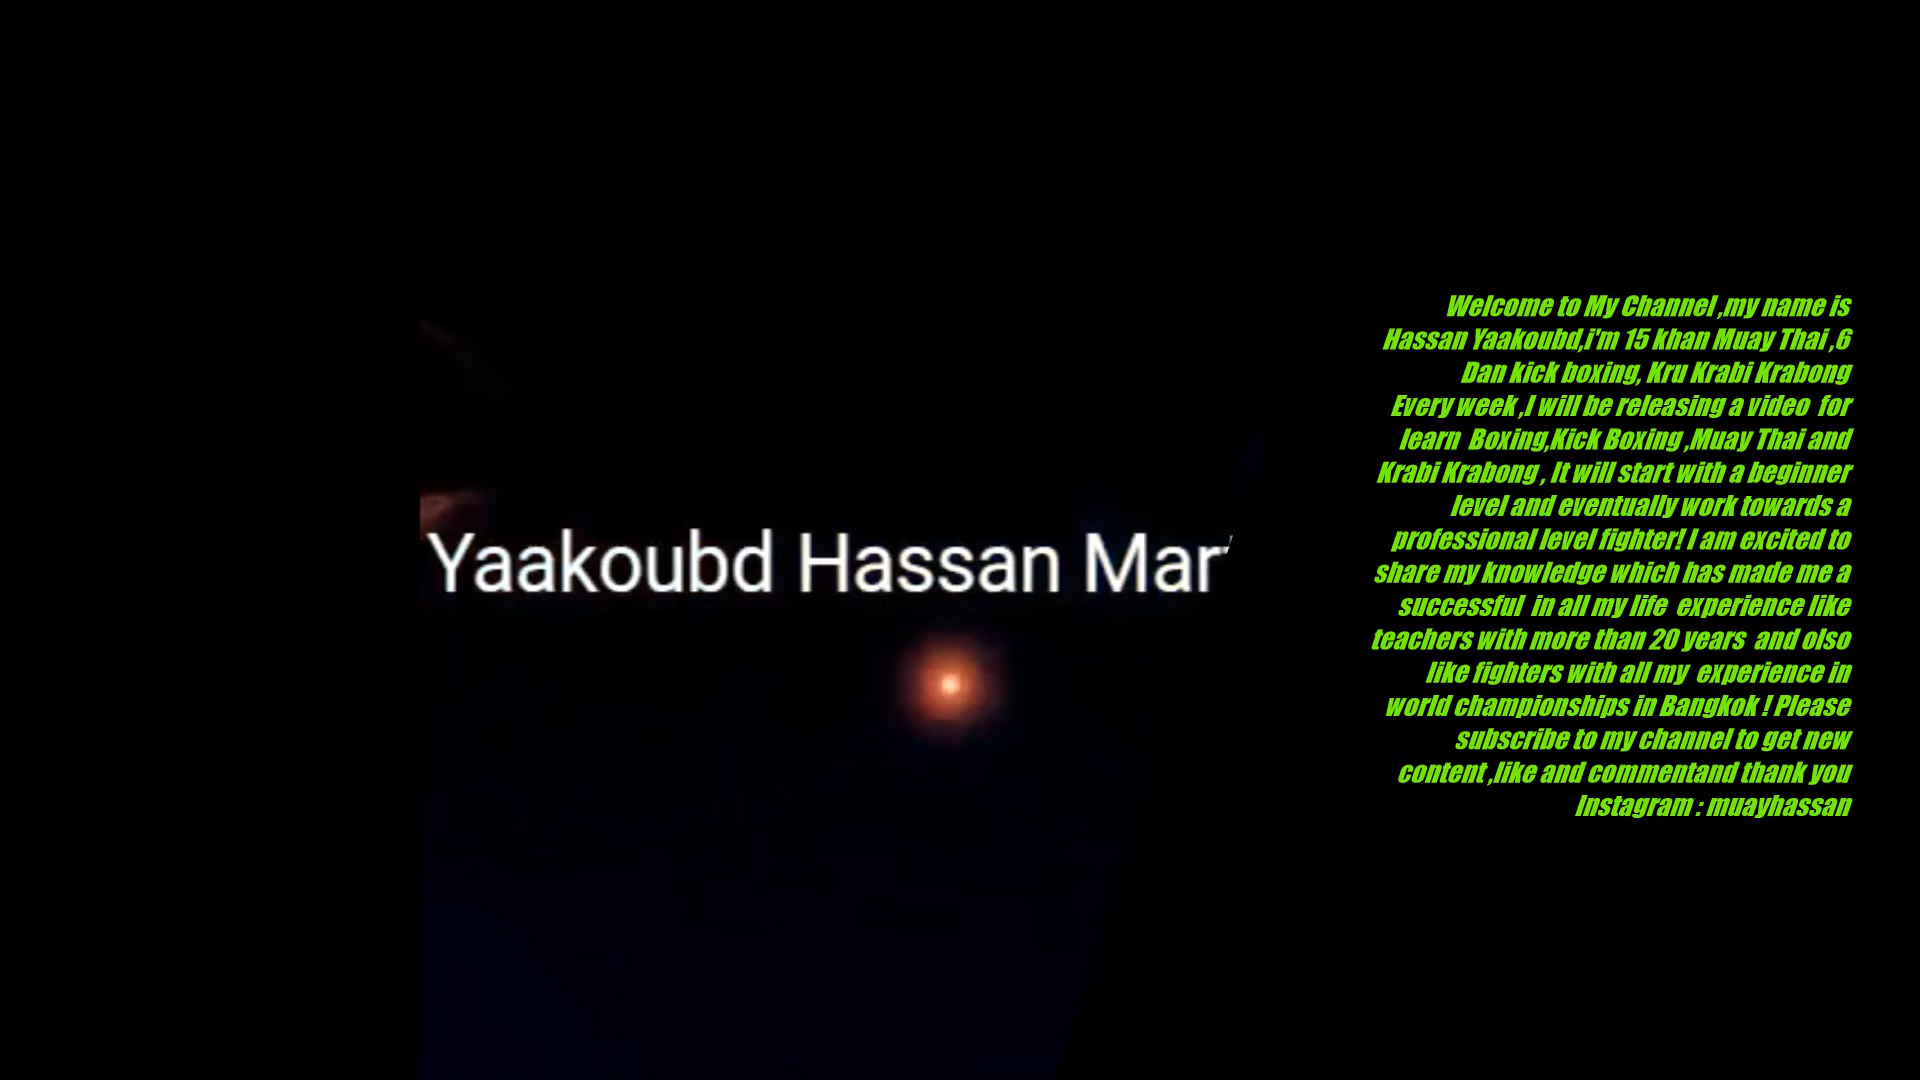 Yaakoubd Hassan Mar
Welcome to My Channel ,my name is
Hassan Yaakoubd,i'm 15 khan Muay Thai ,6
Dan kick boxing, Kru Krabi Krabong
Every week ,I will be releasing a video  for
learn  Boxing,Kick Boxing ,Muay Thai and
Krabi Krabong , It will start with a beginner
level and eventually work towards a
professional level fighter! I am excited to
share my knowledge which has made me a
successful  in all my life  experience like
teachers with more than 20 years  and olso
like fighters with all my  experience in
world championships in Bangkok ! Please
subscribe to my channel to get new
content ,like and commentand thank you
Instagram : muayhassan